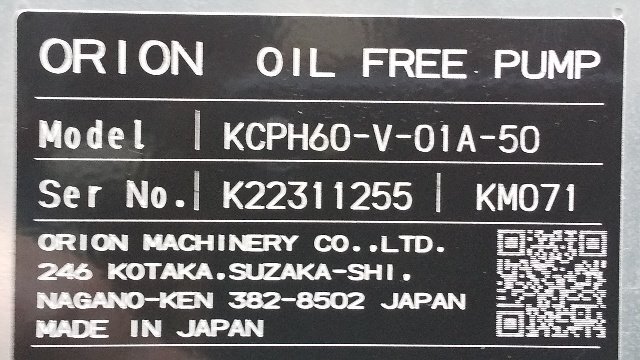 ORION OIL FREE PUMP
Model KCPH60-V-01A-50
Ser No. K22311255 KM071
ORION MACHINERY CO.,LTD.
246 KOTAKA.SUZAKA-SHI.
NAGANO-KEN 382-8502 JAPAN
MADE IN JAPAN